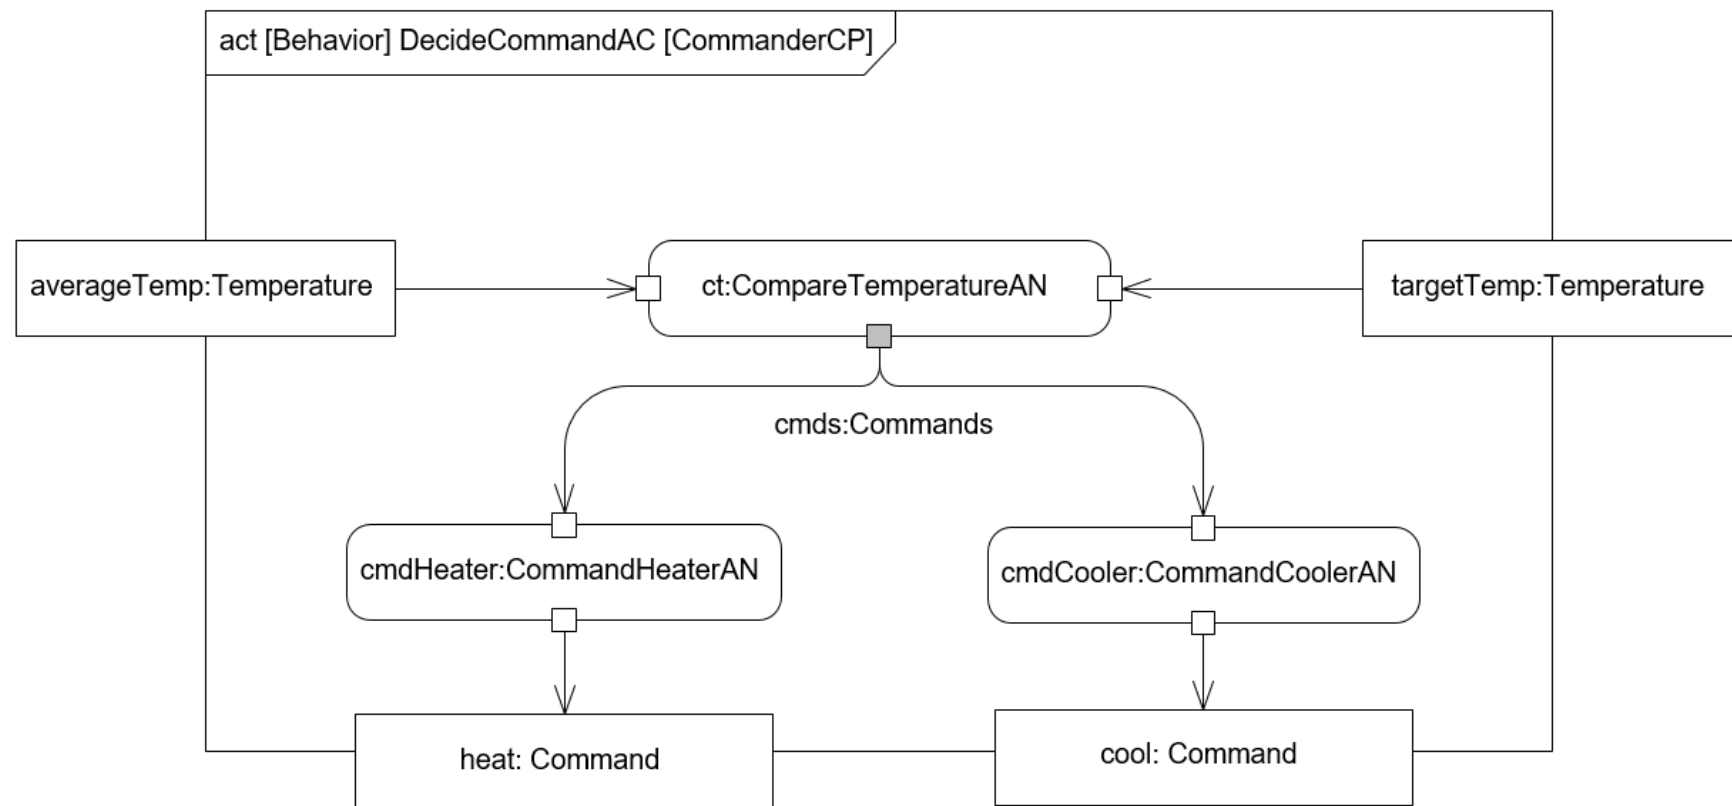 act [Behavior] DecideCommandAC [CommanderCP]
averageTemp:Temperature
ct:CompareTemperatureAN
targetTemp:Temperature
cmds:Commands
cmdHeater:CommandHeaterAN
cmdCooler:CommandCoolerAN
heat: Command
cool: Command